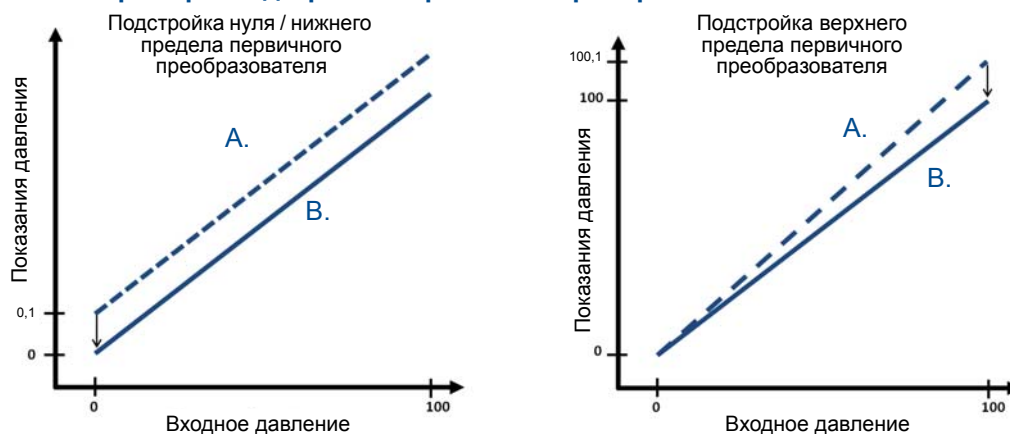 Подстройка нуля / нижнего
предела первичного
преобразователя
Показания давления
A.
B.
0,1
0
0
100
Входное давление
Подстройка верхнего
предела первичного
преобразователя
Показания давления
100,1
100
A.
B.
0
0
100
Входное давление